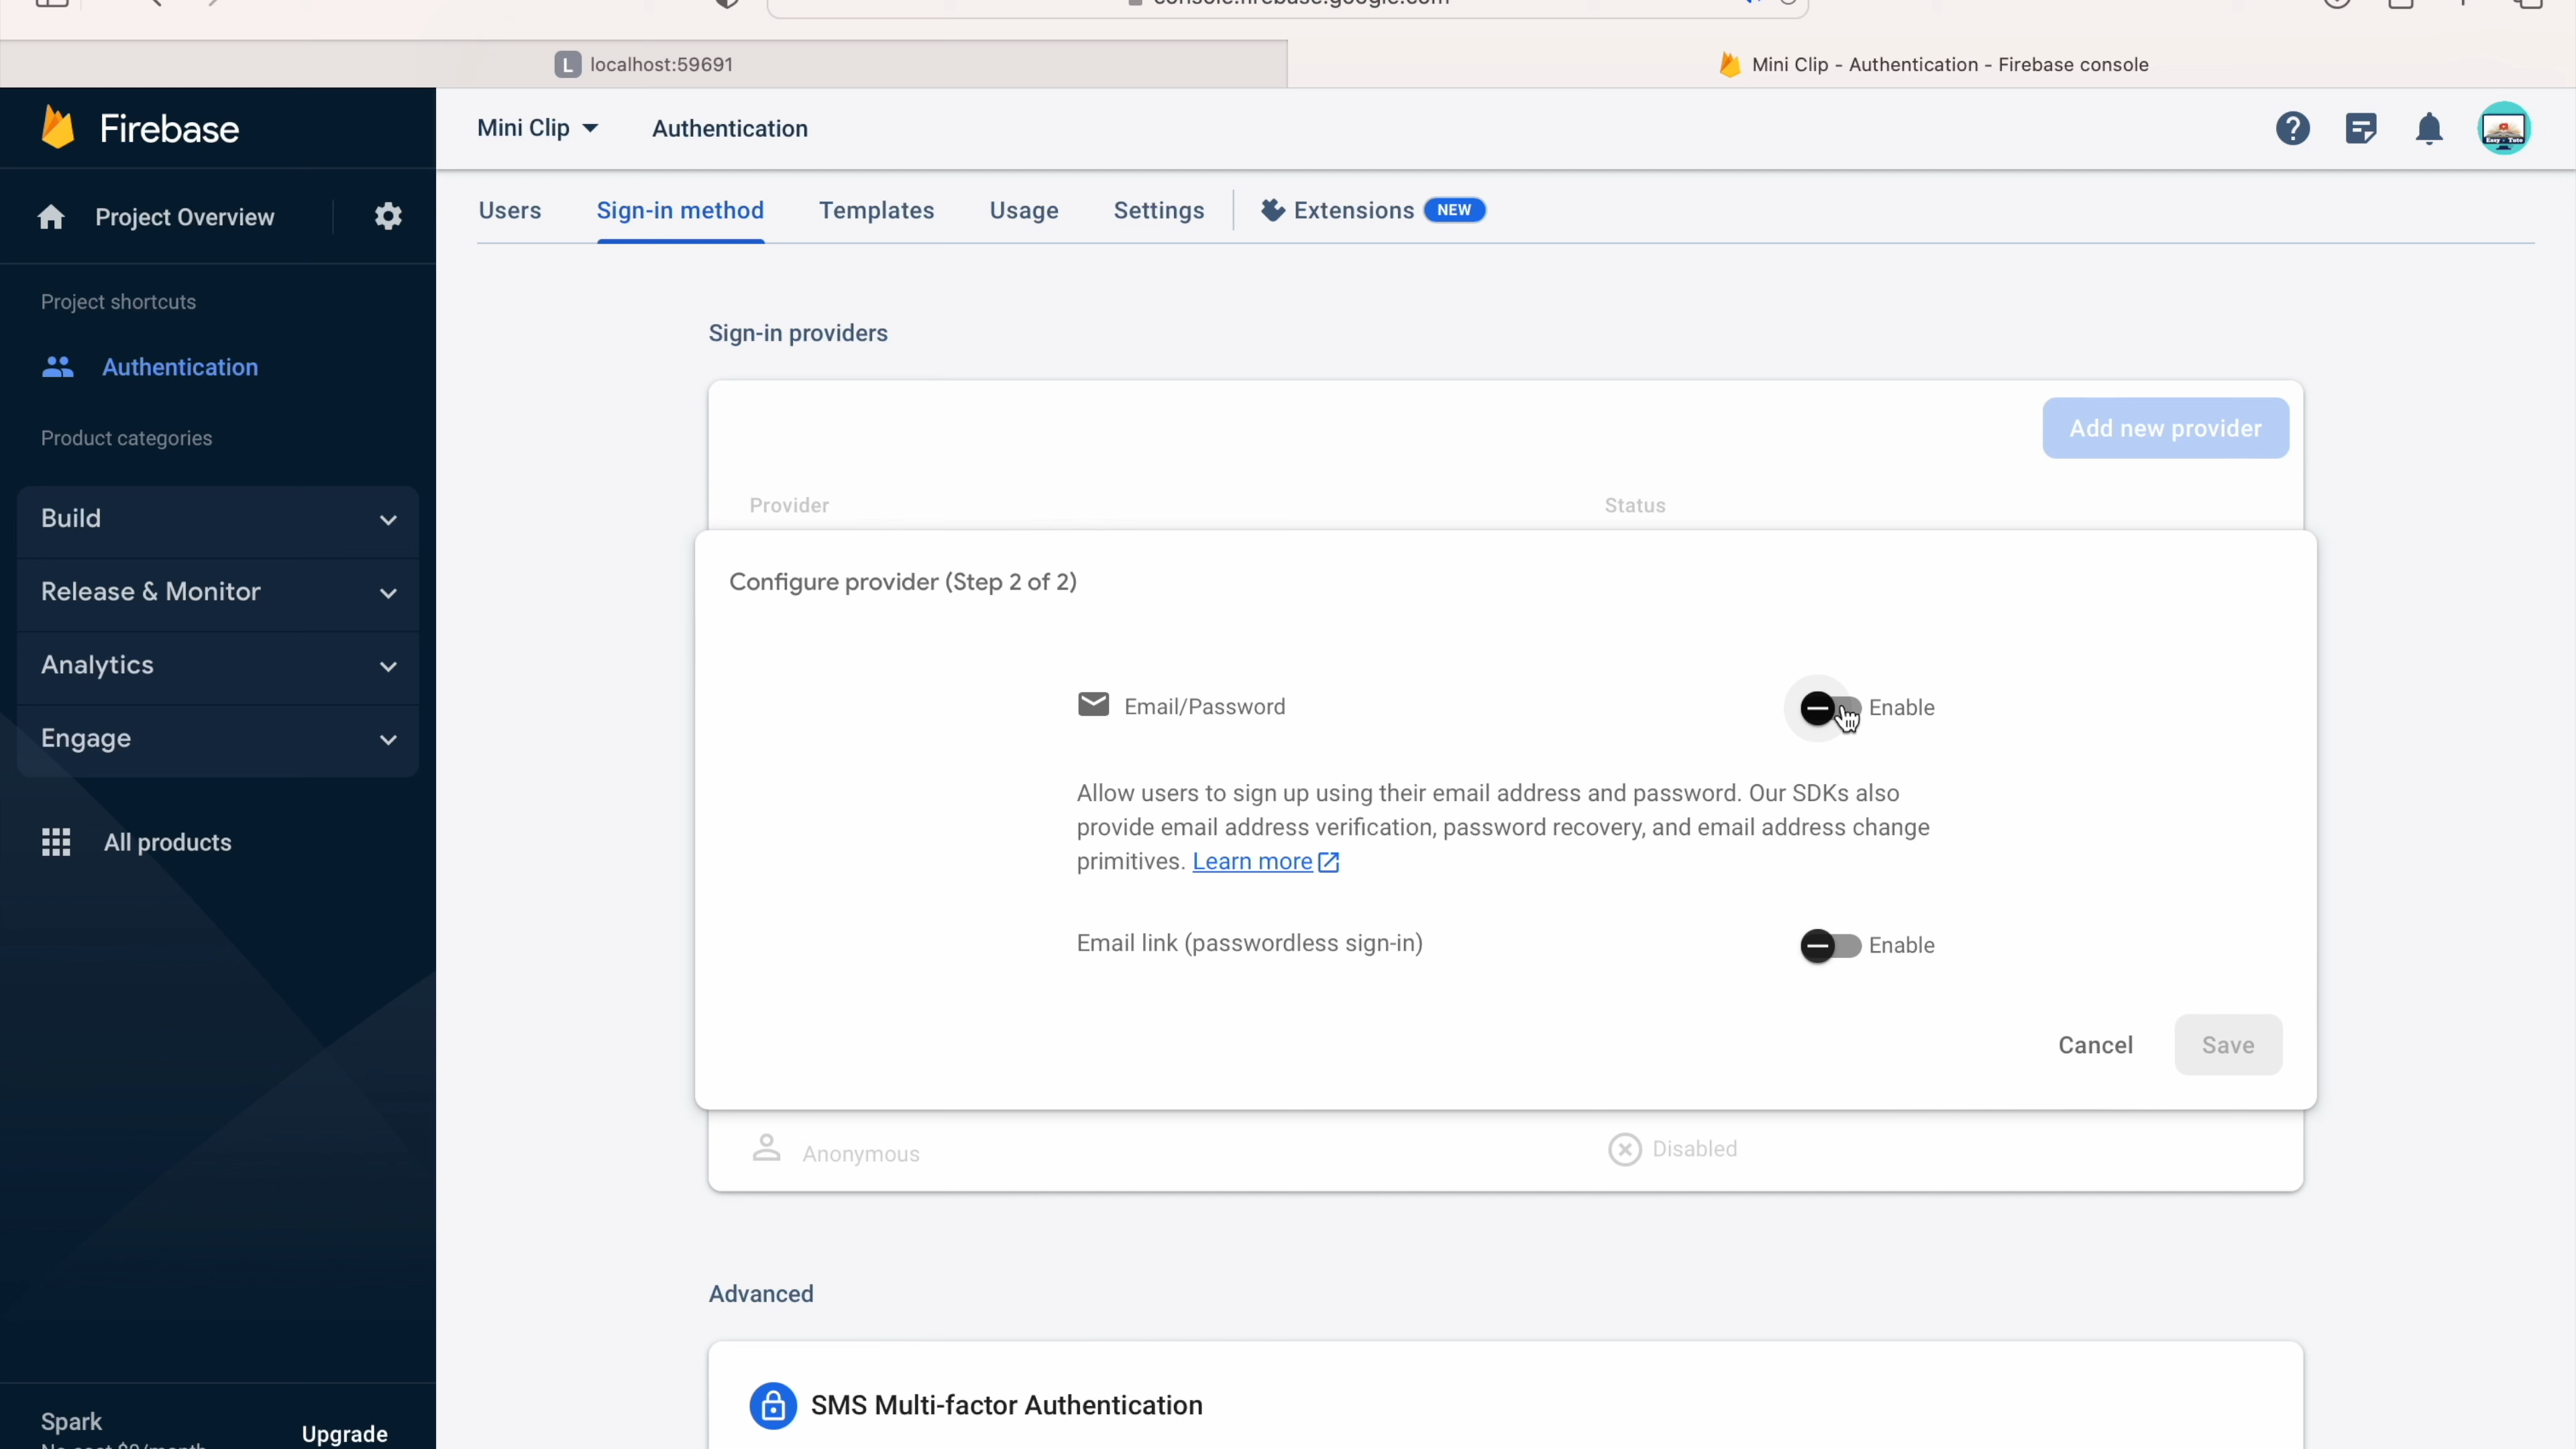 L localhost:59691
Mini Clip - Authentication - Firebase console
Firebase
Mini Clip
Authentication
Project Overview
Users
Sign-in method
Templates
Usage
Settings
Extensions
NEW
Project shortcuts
Authentication
Product categories
Build
Release & Monitor
Analytics
Engage
All products
Spark
Upgrade
Sign-in providers
Add new provider
Provider
Status
Configure provider (Step 2 of 2)
Email/Password
Enable
Allow users to sign up using their email address and password. Our SDKs also
provide email address verification, password recovery, and email address change
primitives. Learn more
Email link (passwordless sign-in)
Enable
Cancel
Save
Anonymous
Disabled
Advanced
SMS Multi-factor Authentication